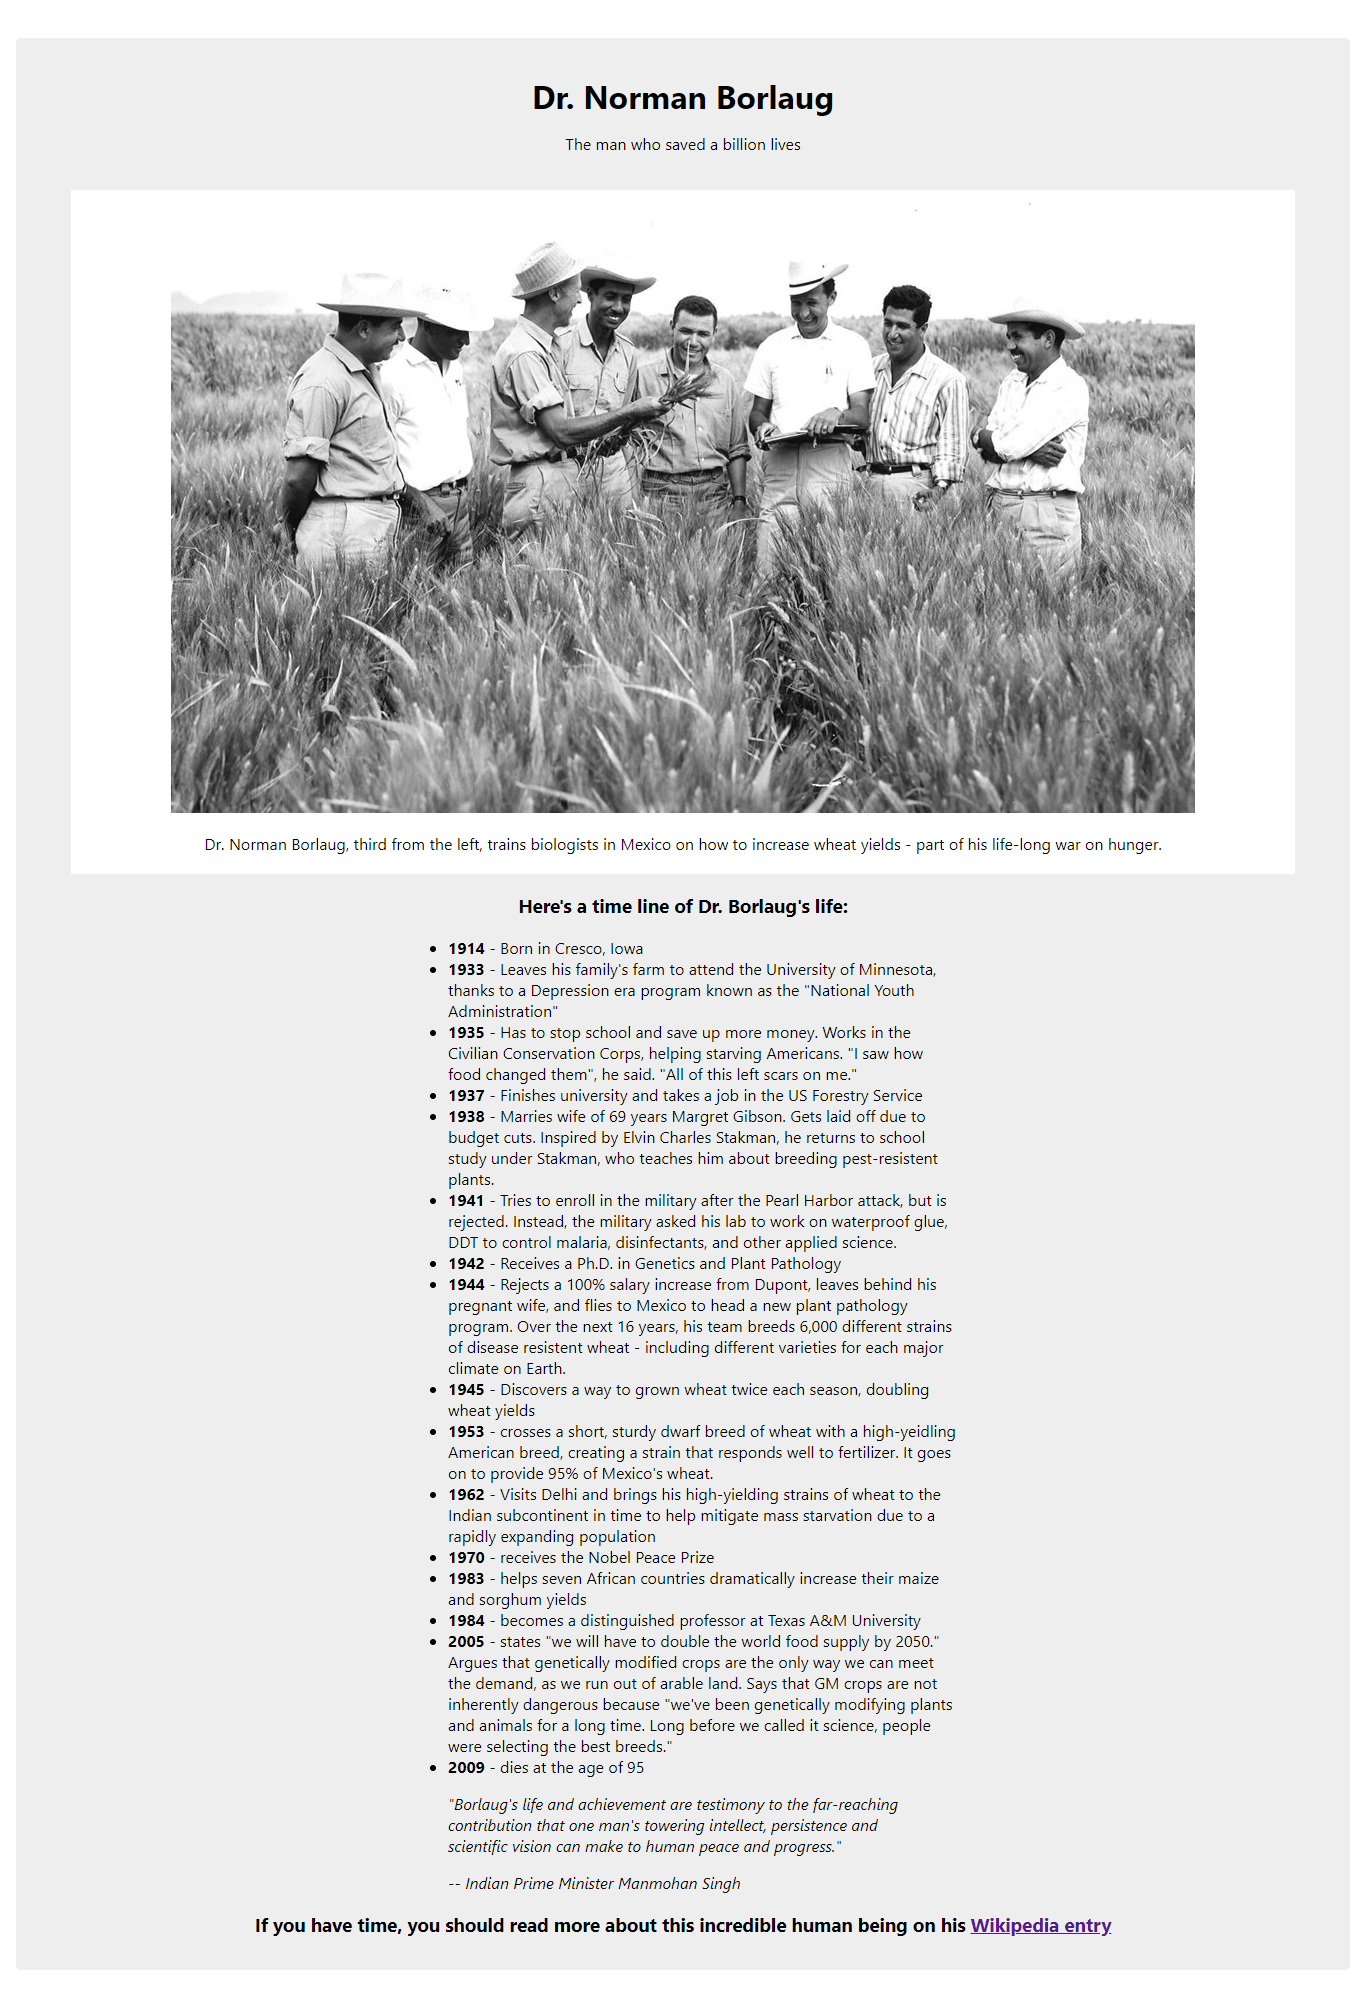 Dr. Norman Borlaug
The man who saved a billion lives
Dr. Norman Borlaug, third from the left, trains biologists in Mexico on how to increase wheat yields - part of his life-long war on hunger.
Here's a time line of Dr. Borlaug's life:
1914 - Born in Cresco, Iowa
1933 - Leaves his family's farm to attend the University of Minnesota,
thanks to a Depression era program known as the "National Youth
Administration"
1935 - Has to stop school and save up more money. Works in the
Civilian Conservation Corps, helping starving Americans. "I saw how
food changed them", he said. "All of this left scars on me."
1937 - Finishes university and takes a job in the US Forestry Service
1938 - Marries wife of 69 years Margret Gibson. Gets laid off due to
budget cuts. Inspired by Elvin Charles Stakman, he returns to school
study under Stakman, who teaches him about breeding pest-resistent
plants.
1941 - Tries to enroll in the military after the Pearl Harbor attack, but is
rejected. Instead, the military asked his lab to work on waterproof glue,
DDT to control malaria, disinfectants, and other applied science.
1942 - Receives a Ph.D. in Genetics and Plant Pathology
1944 - Rejects a 100% salary increase from Dupont, leaves behind his
pregnant wife, and flies to Mexico to head a new plant pathology
program. Over the next 16 years, his team breeds 6,000 different strains
of disease resistent wheat - including different varieties for each major
climate on Earth.
1945 - Discovers a way to grown wheat twice each season, doubling
wheat yields
1953 - crosses a short, sturdy dwarf breed of wheat with a high-yeidling
American breed, creating a strain that responds well to fertilizer. It goes
on to provide 95% of Mexico's wheat.
1962 - Visits Delhi and brings his high-yielding strains of wheat to the
Indian subcontinent in time to help mitigate mass starvation due to a
rapidly expanding population
1970 - receives the Nobel Peace Prize
1983 - helps seven African countries dramatically increase their maize
and sorghum yields
1984 - becomes a distinguished professor at Texas A&M University
2005 - states "we will have to double the world food supply by 2050."
Argues that genetically modified crops are the only way we can meet
the demand, as we run out of arable land. Says that GM crops are not
inherently dangerous because "we've been genetically modifying plants
and animals for a long time. Long before we called it science, people
were selecting the best breeds."
2009 - dies at the age of 95
"Borlaug's life and achievement are testimony to the far-reaching
contribution that one man's towering intellect, persistence and
scientific vision can make to human peace and progress."
-- Indian Prime Minister Manmohan Singh
If you have time, you should read more about this incredible human being on his Wikipedia entry